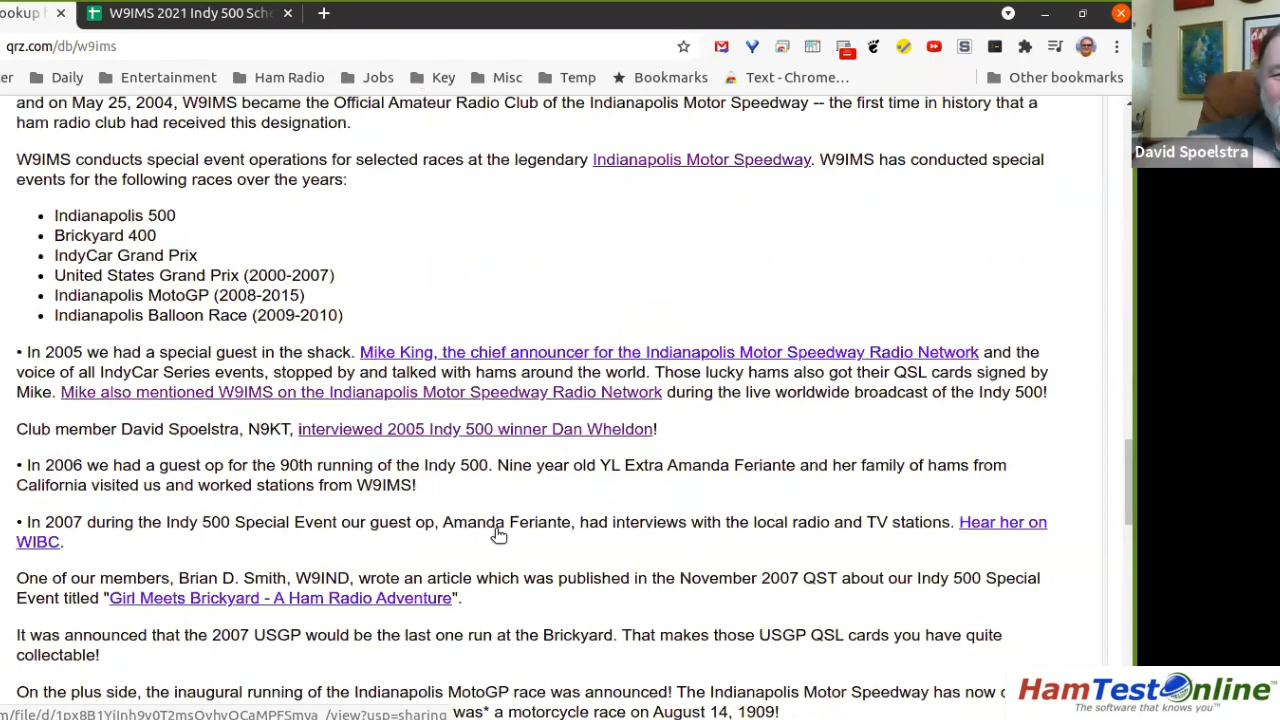 ookup
W9IMS 2021 Indy 500 Sche
qrz.com/db/w9ims
er Daily Entertainment Ham Radio Jobs Key Misc Temp Bookmarks Text - Chrome... Other bookmarks
and on May 25, 2004, W9IMS became the Official Amateur Radio Club of the Indianapolis Motor Speedway -- the first time in history that a
ham radio club had received this designation.
David Spoelstra
W9IMS conducts special event operations for selected races at the legendary Indianapolis Motor Speedway. W9IMS has conducted special
events for the following races over the years:
• Indianapolis 500
• Brickyard 400
• IndyCar Grand Prix
• United States Grand Prix (2000-2007)
• Indianapolis MotoGP (2008-2015)
• Indianapolis Balloon Race (2009-2010)
• In 2005 we had a special guest in the shack. Mike King, the chief announcer for the Indianapolis Motor Speedway Radio Network and the
voice of all IndyCar Series events, stopped by and talked with hams around the world. Those lucky hams also got their QSL cards signed by
Mike. Mike also mentioned W9IMS on the Indianapolis Motor Speedway Radio Network during the live worldwide broadcast of the Indy 500!
Club member David Spoelstra, N9KT, interviewed 2005 Indy 500 winner Dan Wheldon!
• In 2006 we had a guest op for the 90th running of the Indy 500. Nine year old YL Extra Amanda Feriante and her family of hams from
California visited us and worked stations from W9IMS!
• In 2007 during the Indy 500 Special Event our guest op, Amanda Feriante, had interviews with the local radio and TV stations. Hear her on
WIBC.
One of our members, Brian D. Smith, W9IND, wrote an article which was published in the November 2007 QST about our Indy 500 Special
Event titled "Girl Meets Brickyard - A Ham Radio Adventure".
It was announced that the 2007 USGP would be the last one run at the Brickyard. That makes those USGP QSL cards you have quite
collectable!
On the plus side, the inaugural running of the Indianapolis MotoGP race was announced! The Indianapolis Motor Speedway has now
was* a motorcycle race on August 14, 1909!
HamTestOnline™
The software that knows you™